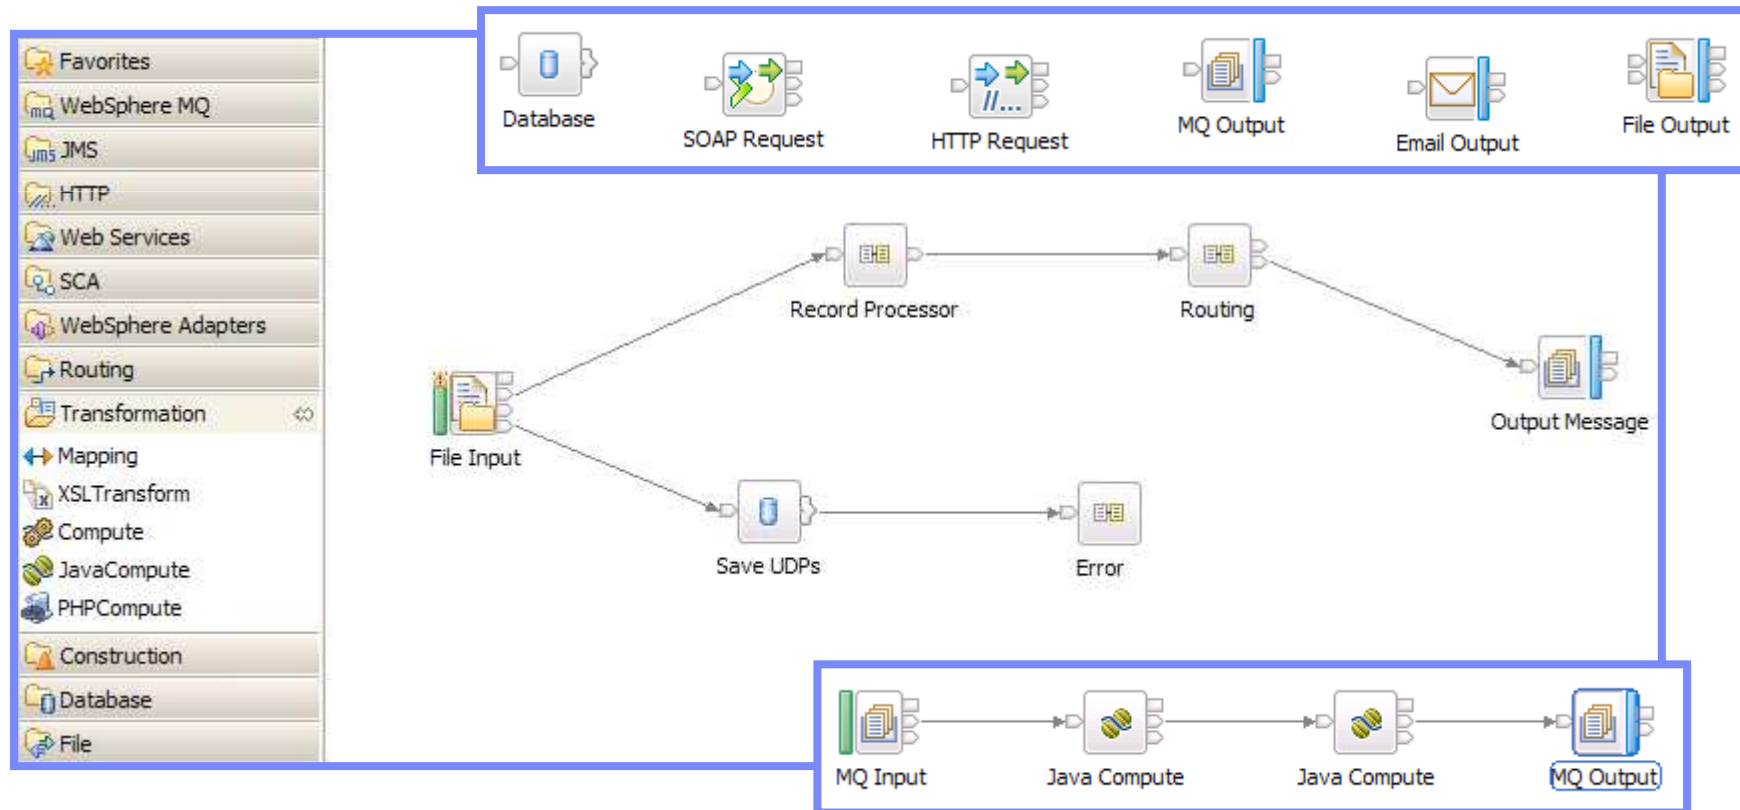 Favorites
WebSphere MQ
JMS
HTTP
Web Services
SCA
WebSphere Adapters
Routing
Transformation
Mapping
XSLTransform
Compute
JavaCompute
PHPCompute
Construction
Database
File
Database
SOAP Request
HTTP Request
MQ Output
Email Output
File Output
Record Processor
Routing
Output Message
File Input
Save UDPs
Error
MQ Input
Java Compute
Java Compute
MQ Output